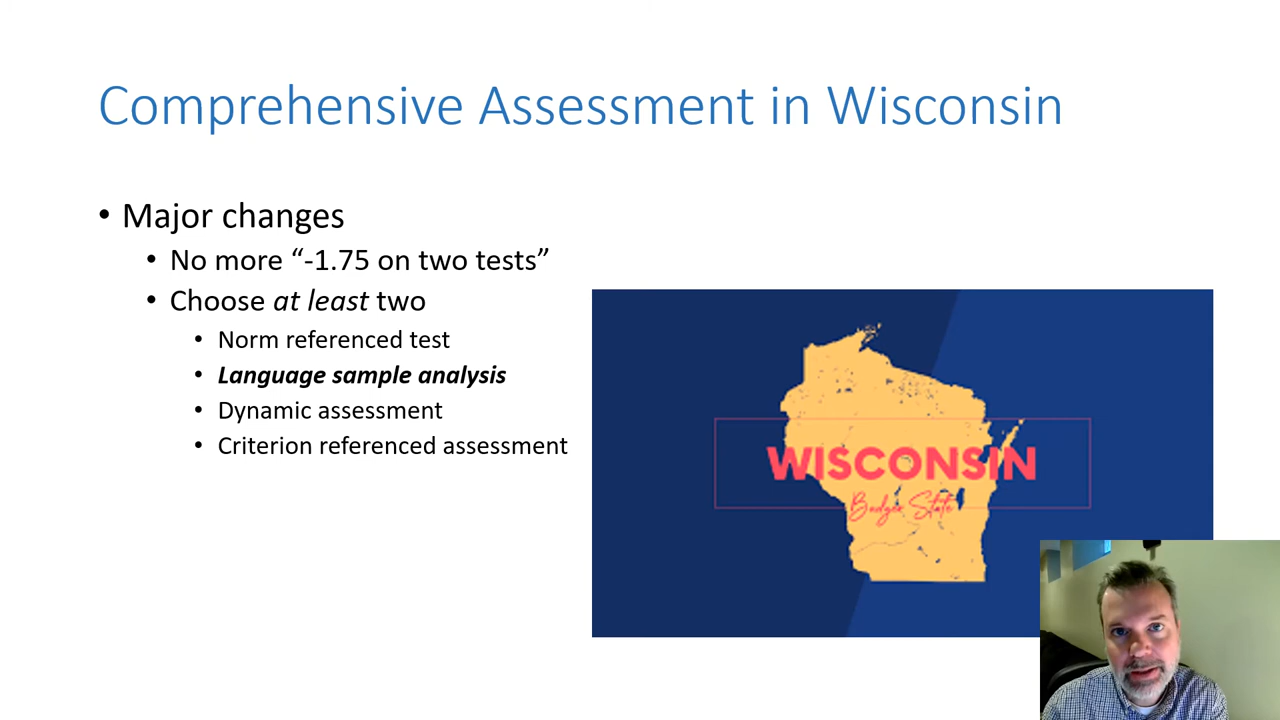 Comprehensive Assessment in Wisconsin
• Major changes
• No more “-1.75 on two tests”
• Choose at least two
• Norm referenced test
• Language sample analysis
• Dynamic assessment
• Criterion referenced assessment
WISCONSIN
Badger State